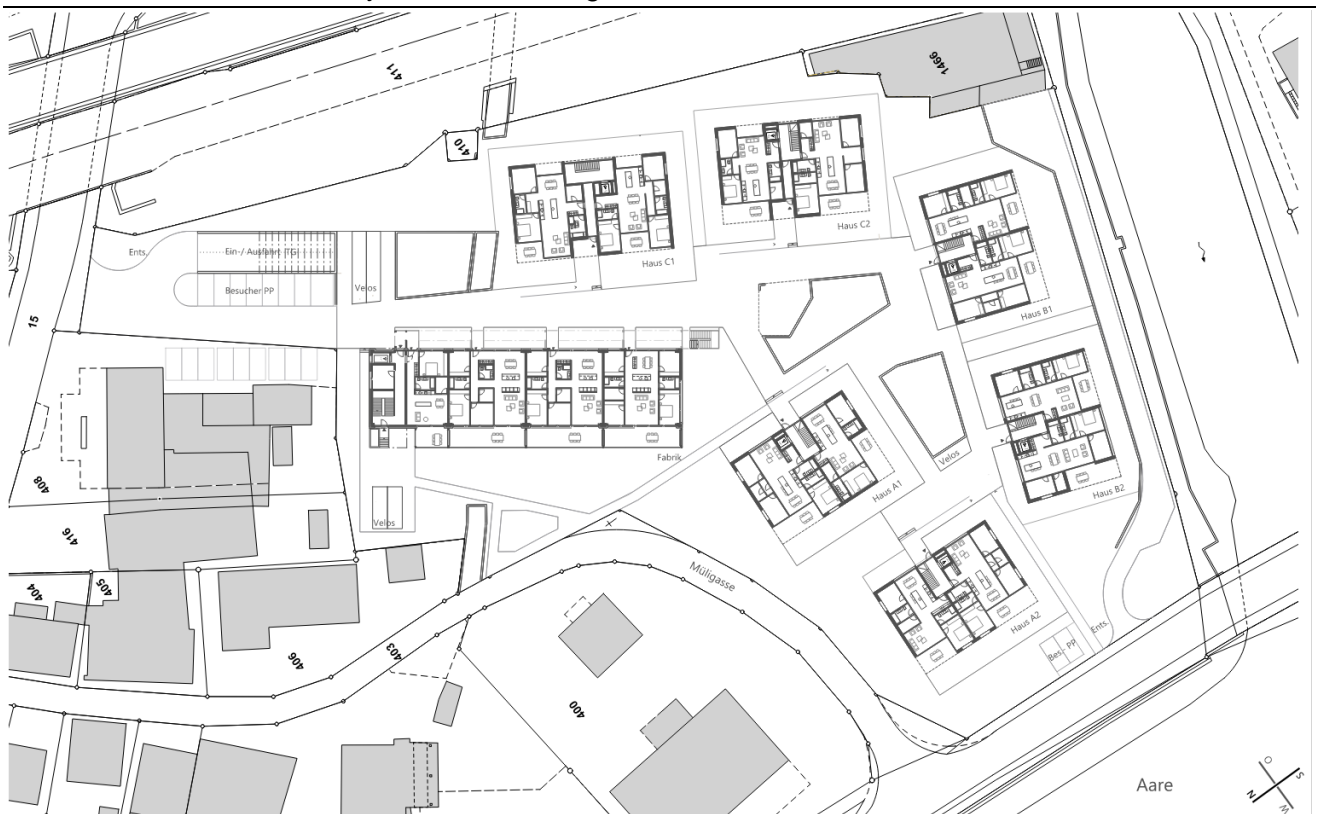 411
1466
410
Haus C2
Ents.
Ein-/ Ausfahrt TG
Haus C1
Besucher PP
Velos
15
Haus B1
Fabrik
Velos
408
Haus A1
Haus B2
Velos
416
Müligasse
404
405
Haus A2
Ents.
406
403
Bes.- PP
400
Aare
O
S
N
W